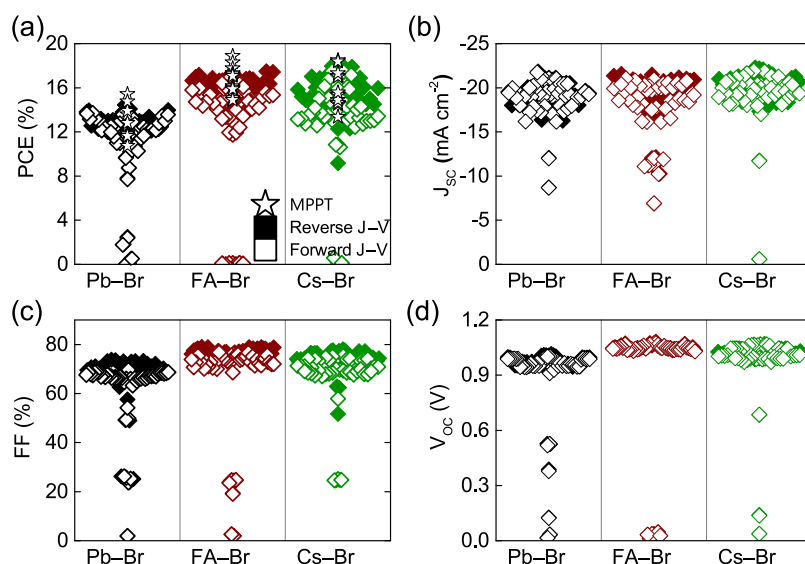 (a)
20
16
12
8
4
0
PCE (%)
MPPT
Reverse J–V
Forward J–V
Pb–Br FA–Br Cs–Br
(b)
-25
-20
-15
-10
-5
0
J_SC (mA cm⁻²)
Pb–Br FA–Br Cs–Br
(c)
80
60
40
20
0
FF (%)
Pb–Br FA–Br Cs–Br
(d)
1.2
0.9
0.6
0.3
0.0
V_OC (V)
Pb–Br FA–Br Cs–Br